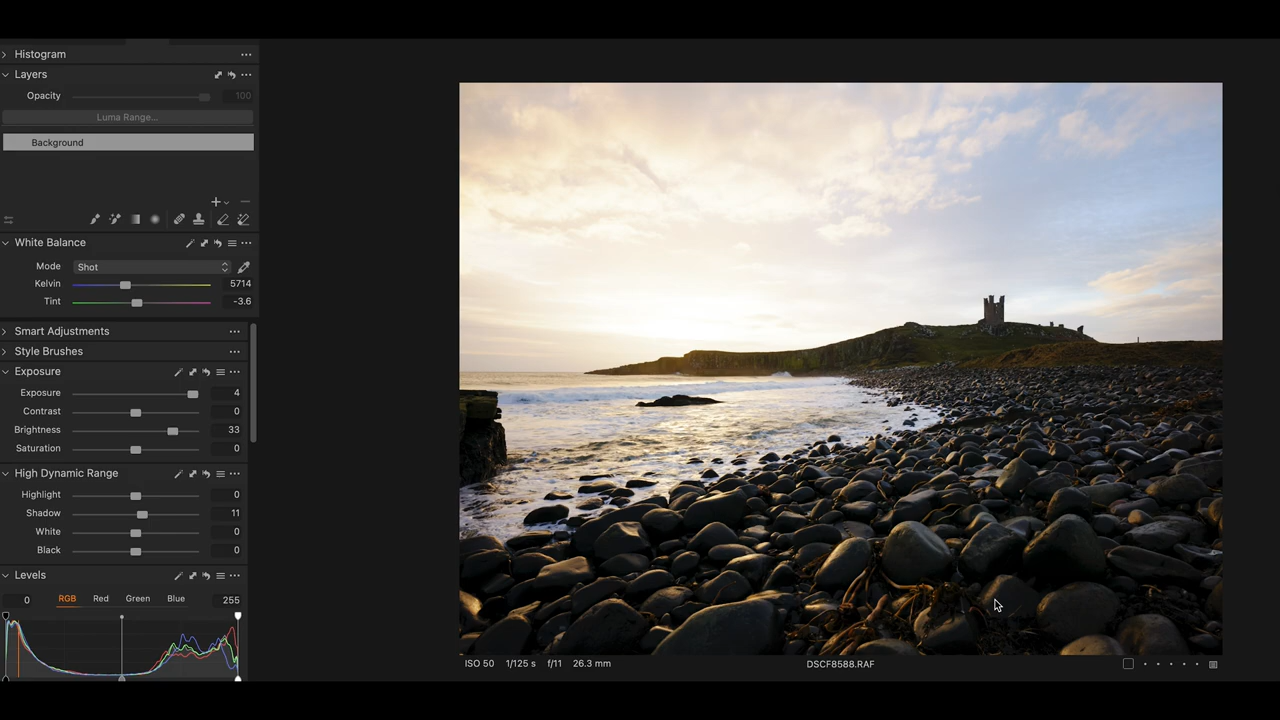 Histogram
Layers
Opacity 100
Luma Range...
Background
White Balance
Mode Shot
Kelvin 5714
Tint -3.6
Smart Adjustments
Style Brushes
Exposure
Exposure 4
Contrast 0
Brightness 33
Saturation 0
High Dynamic Range
Highlight 0
Shadow 11
White 0
Black 0
Levels
0 RGB Red Green Blue 255
ISO 50 1/125 s f/11 26.3 mm DSCF8588.RAF